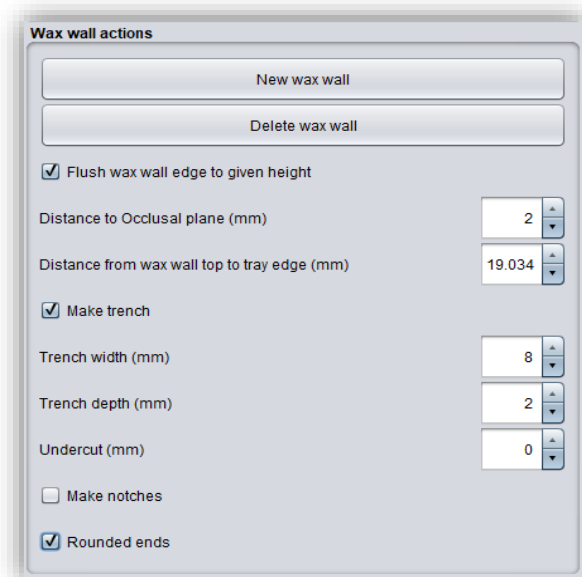 Wax wall actions
New wax wall
Delete wax wall
Flush wax wall edge to given height
Distance to Occlusal plane (mm) 2
Distance from wax wall top to tray edge (mm) 19.034
Make trench
Trench width (mm) 8
Trench depth (mm) 2
Undercut (mm) 0
Make notches
Rounded ends